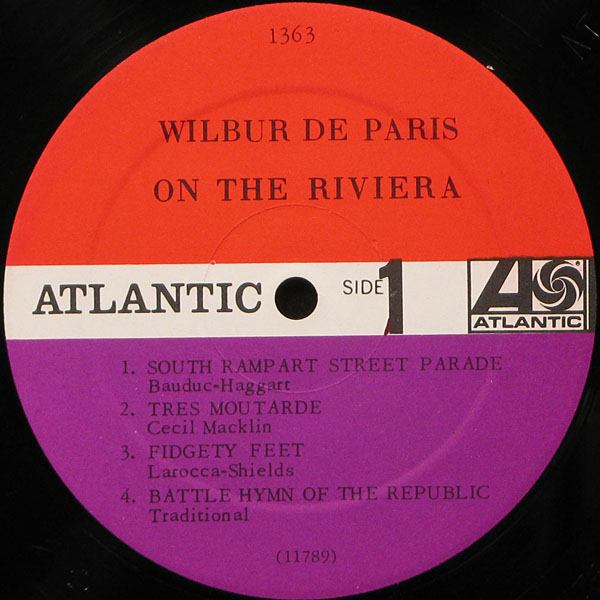 1363
WILBUR DE PARIS
ON THE RIVIERA
ATLANTIC
SIDE 1
ATLANTIC
1. SOUTH RAMPART STREET PARADE
Bauduc-Haggart
2. TRES MOUTARDE
Cecil Macklin
3. FIDGETY FEET
Larocca-Shields
4. BATTLE HYMN OF THE REPUBLIC
Traditional
(11789)